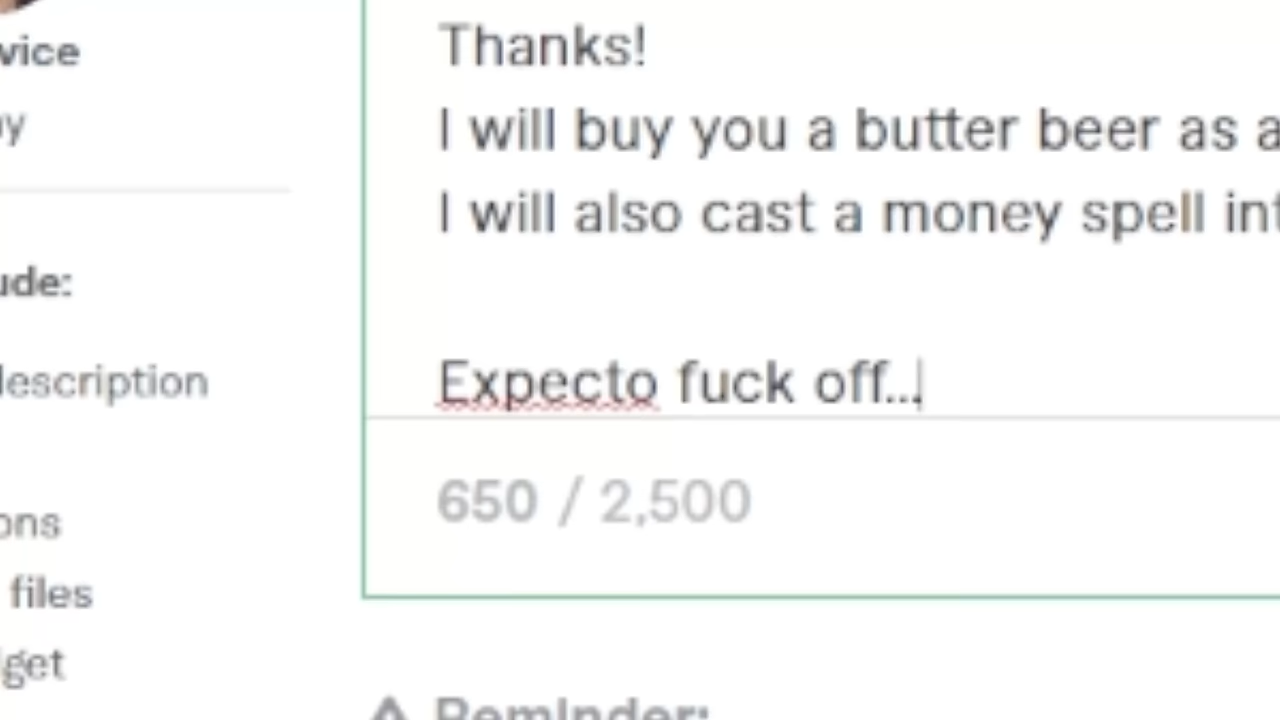 vice
y
ude:
description
ons
files
get
Thanks!
I will buy you a butter beer as a
I will also cast a money spell int
Expecto fuck off...
650 / 2,500
Reminder: